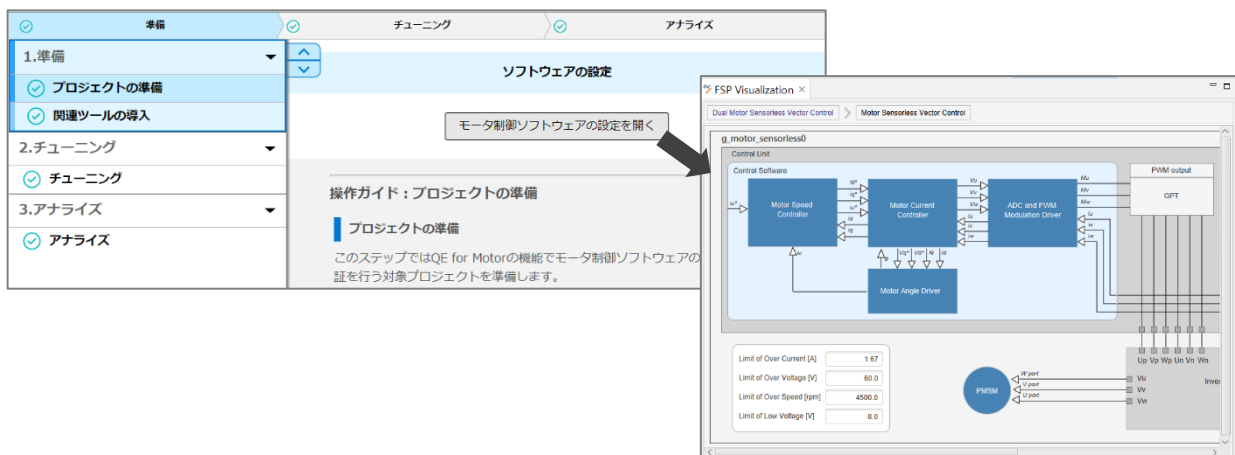 準備
チューニング
アナライズ
1.準備
プロジェクトの準備
関連ツールの導入
2.チューニング
チューニング
3.アナライズ
アナライズ
ソフトウェアの設定
モータ制御ソフトウェアの設定を開く
操作ガイド：プロジェクトの準備
プロジェクトの準備
このステップではQE for Motorの機能でモータ制御ソフトウェアの
証を行う対象プロジェクトを準備します。
FSP Visualization
Dual Motor Sensorless Vector Control
Motor Sensorless Vector Control
g_motor_sensorless0
Control Unit
Control Software
Motor Speed
Controller
Motor Current
Controller
ADC and PWM
Modulation Driver
Motor Angle Driver
PWM output
GPT
Vu
Vv
Vw
Mu
Mv
Mw
Iu
Iv
Iw
Up Vp Wp Un Vn Wn
Limit of Over Current [A]
1.67
Limit of Over Voltage [V]
60.0
Limit of Over Speed [rpm]
4500.0
Limit of Low Voltage [V]
8.0
PMSM
W port
V port
U port
Vu
Vv
Vw
Inver